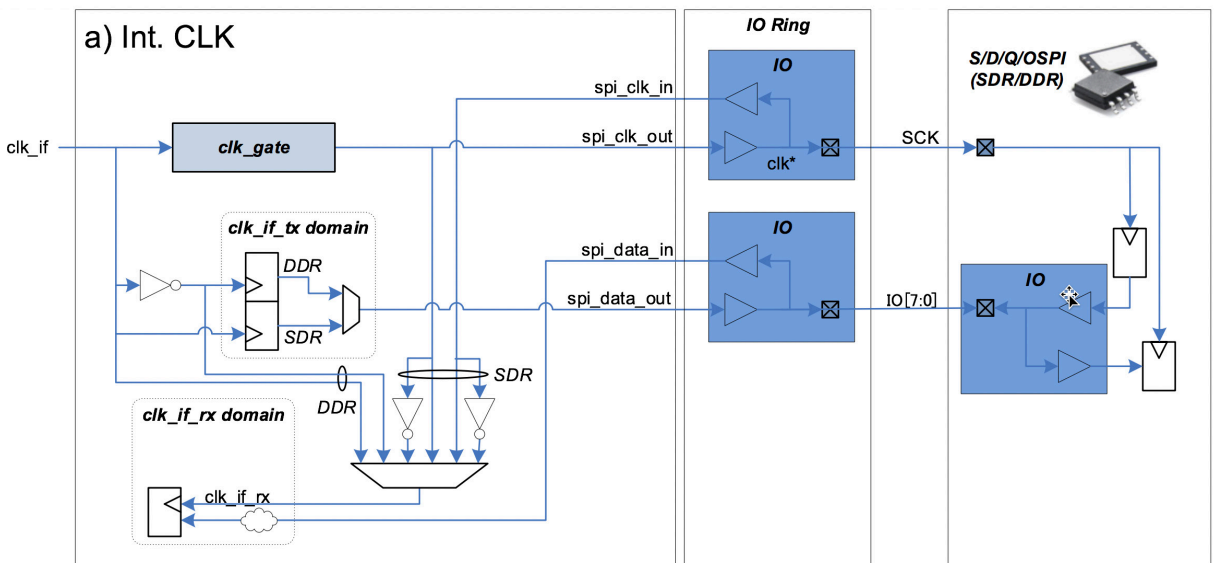 a) Int. CLK
IO Ring
IO
S/D/Q/OSPI
(SDR/DDR)
spi_clk_in
clk_if
clk_gate
spi_clk_out
clk*
SCK
clk_if_tx domain
DDR
SDR
spi_data_in
IO
spi_data_out
IO[7:0]
IO
SDR
DDR
clk_if_rx domain
clk_if_rx